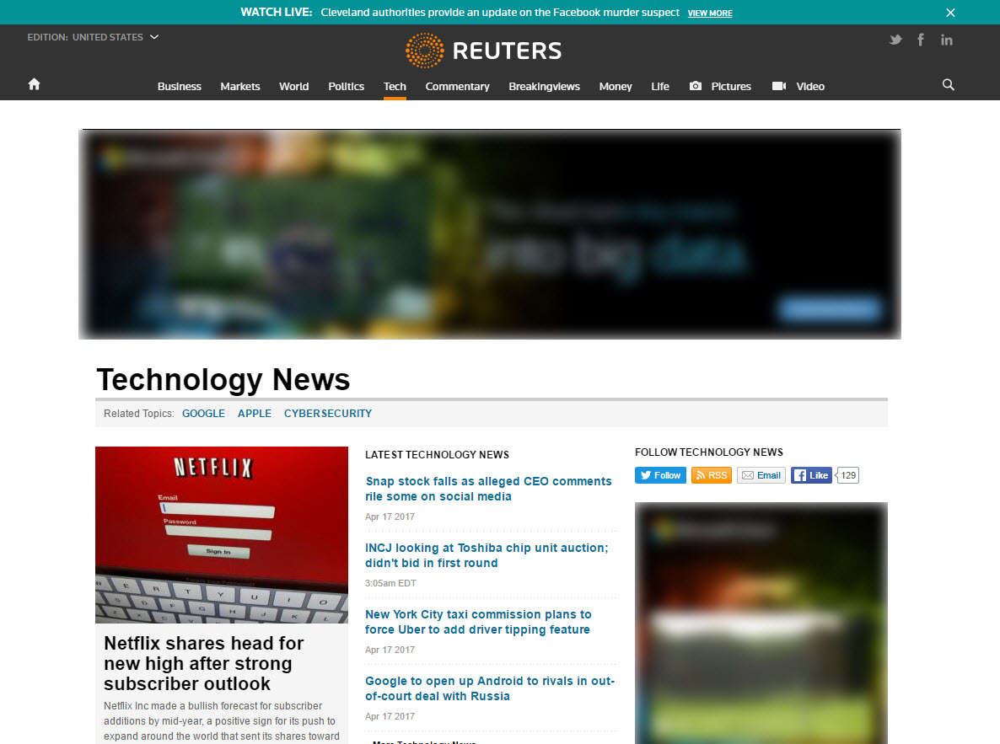 WATCH LIVE: Cleveland authorities provide an update on the Facebook murder suspect VIEW MORE
EDITION: UNITED STATES
REUTERS
Business Markets World Politics Tech Commentary Breakingviews Money Life Pictures Video
into big data.
Technology News
Related Topics: GOOGLE APPLE CYBERSECURITY
NETFLIX
Email
Password
Sign In
Netflix shares head for
new high after strong
subscriber outlook
Netflix Inc made a bullish forecast for subscriber
additions by mid-year, a positive sign for its push to
expand around the world that sent its shares toward
LATEST TECHNOLOGY NEWS
Snap stock falls as alleged CEO comments
rile some on social media
Apr 17 2017
INCJ looking at Toshiba chip unit auction;
didn't bid in first round
3:05am EDT
New York City taxi commission plans to
force Uber to add driver tipping feature
Apr 17 2017
Google to open up Android to rivals in out-
of-court deal with Russia
Apr 17 2017
More Technology News
FOLLOW TECHNOLOGY NEWS
Follow RSS Email Like 129